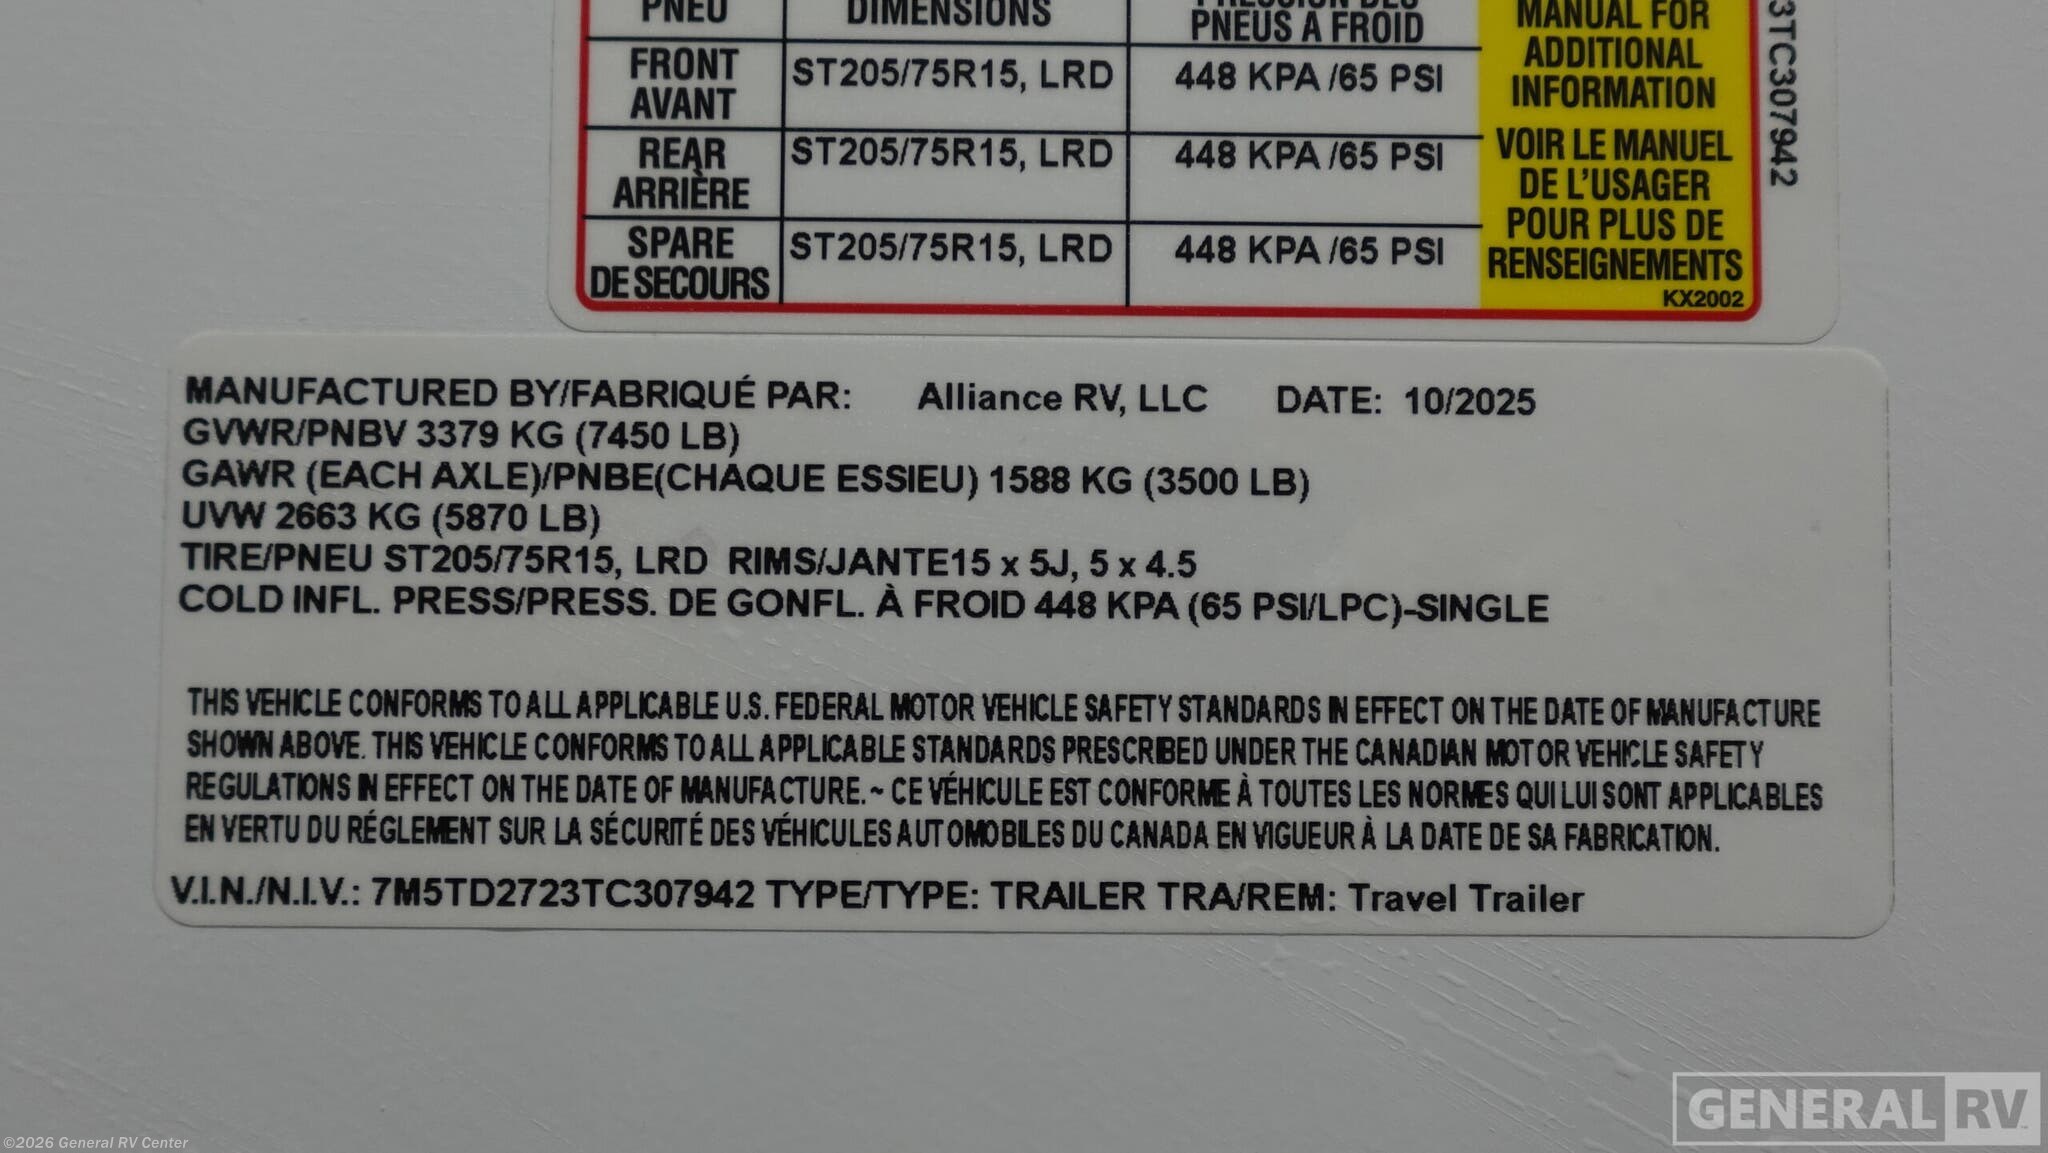 PNEU DIMENSIONS PRESSION DES
PNEUS A FROID
FRONT
AVANT
ST205/75R15, LRD 448 KPA /65 PSI
REAR
ARRIÈRE
ST205/75R15, LRD 448 KPA /65 PSI
SPARE
DE SECOURS
ST205/75R15, LRD 448 KPA /65 PSI
MANUAL FOR
ADDITIONAL
INFORMATION
VOIR LE MANUEL
DE L'USAGER
POUR PLUS DE
RENSEIGNEMENTS
KX2002
3TC307942
MANUFACTURED BY/FABRIQUÉ PAR: Alliance RV, LLC DATE: 10/2025
GVWR/PNBV 3379 KG (7450 LB)
GAWR (EACH AXLE)/PNBE(CHAQUE ESSIEU) 1588 KG (3500 LB)
UVW 2663 KG (5870 LB)
TIRE/PNEU ST205/75R15, LRD RIMS/JANTE15 x 5J, 5 x 4.5
COLD INFL. PRESS/PRESS. DE GONFL. À FROID 448 KPA (65 PSI/LPC)-SINGLE
THIS VEHICLE CONFORMS TO ALL APPLICABLE U.S. FEDERAL MOTOR VEHICLE SAFETY STANDARDS IN EFFECT ON THE DATE OF MANUFACTURE
SHOWN ABOVE. THIS VEHICLE CONFORMS TO ALL APPLICABLE STANDARDS PRESCRIBED UNDER THE CANADIAN MOTOR VEHICLE SAFETY
REGULATIONS IN EFFECT ON THE DATE OF MANUFACTURE. ~ CE VÉHICULE EST CONFORME À TOUTES LES NORMES QUI LUI SONT APPLICABLES
EN VERTU DU RÉGLEMENT SUR LA SÉCURITÉ DES VÉHICULES AUTOMOBILES DU CANADA EN VIGUEUR À LA DATE DE SA FABRICATION.
V.I.N./N.I.V.: 7M5TD2723TC307942 TYPE/TYPE: TRAILER TRA/REM: Travel Trailer
GENERAL RV
©2026 General RV Center